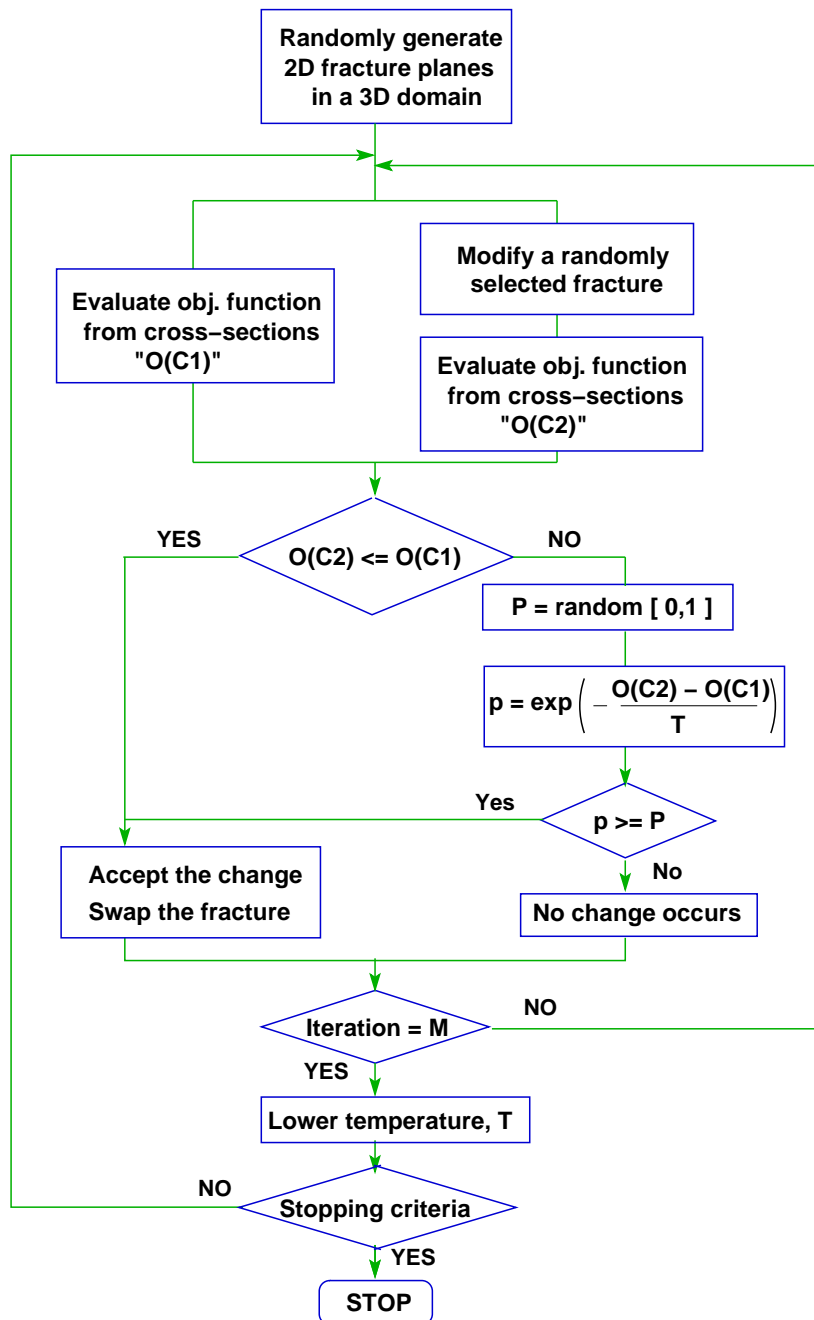 Randomly generate
2D fracture planes
in a 3D domain
Modify a randomly
selected fracture
Evaluate obj. function
from cross−sections
"O(C1)"
Evaluate obj. function
from cross−sections
"O(C2)"
YES
O(C2) <= O(C1)
NO
P = random [ 0,1 ]
p = exp ( − O(C2) − O(C1)
T )
Yes
p >= P
No
Accept the change
Swap the fracture
No change occurs
Iteration = M
NO
YES
Lower temperature, T
NO
Stopping criteria
YES
STOP